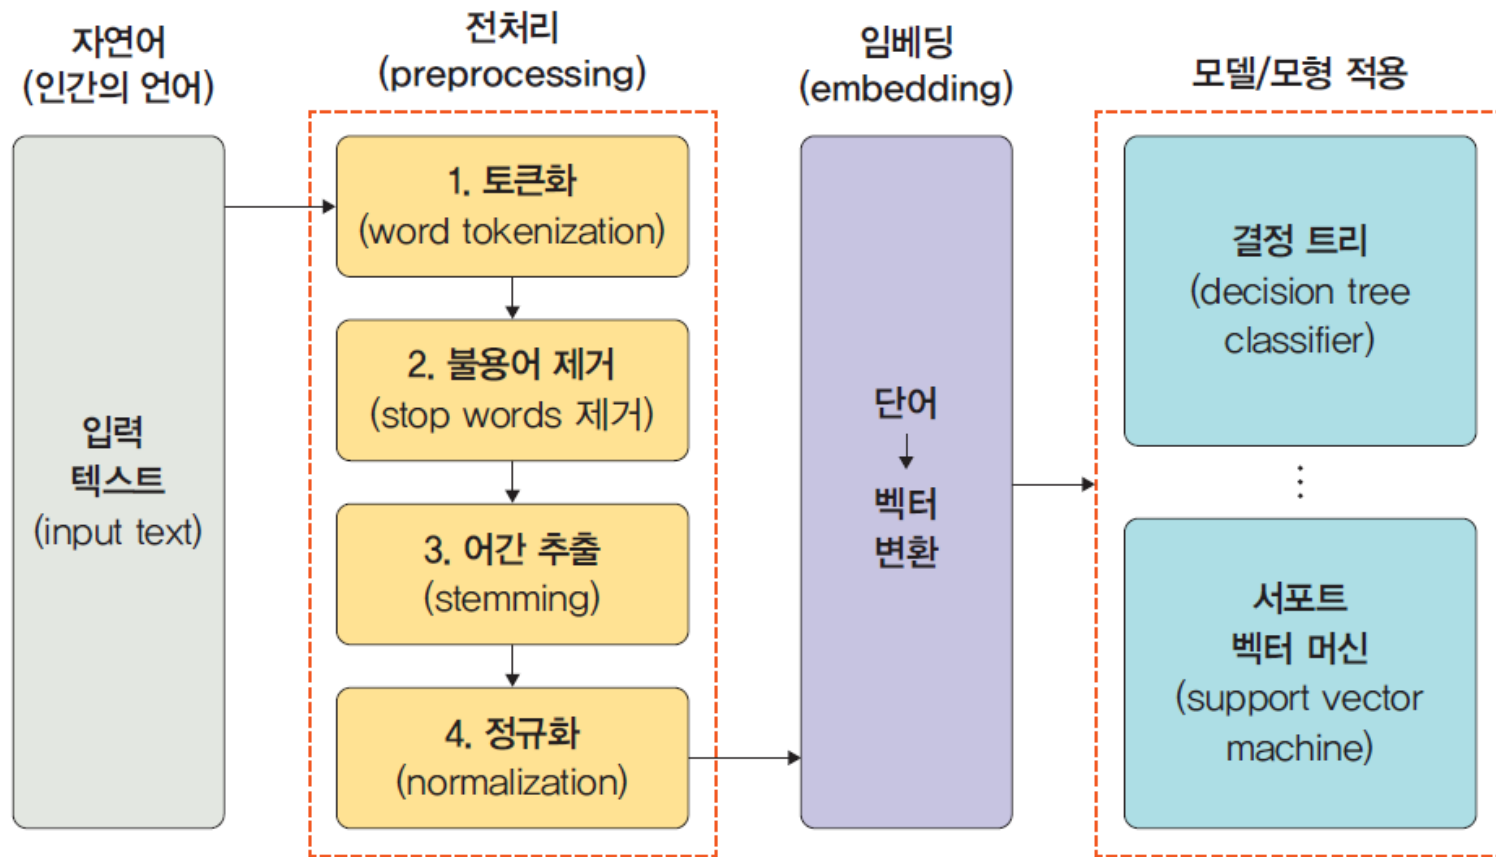 자연어
(인간의 언어)
입력
텍스트
(input text)
전처리
(preprocessing)
1. 토큰화
(word tokenization)
2. 불용어 제거
(stop words 제거)
3. 어간 추출
(stemming)
4. 정규화
(normalization)
임베딩
(embedding)
단어
벡터
변환
모델/모형 적용
결정 트리
(decision tree
classifier)
서포트
벡터 머신
(support vector
machine)